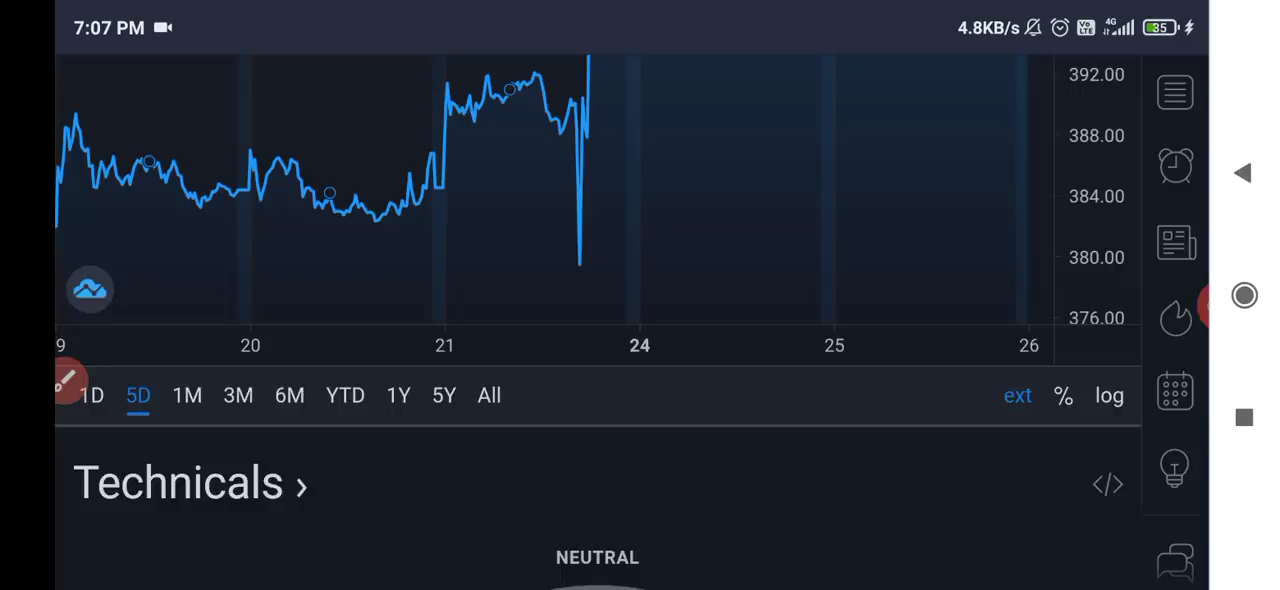 7:07 PM 4.8KB/s 4G 35
392.00
388.00
384.00
380.00
376.00
9 20 21 24 25 26
1D 5D 1M 3M 6M YTD 1Y 5Y All ext % log
Technicals › </>
NEUTRAL